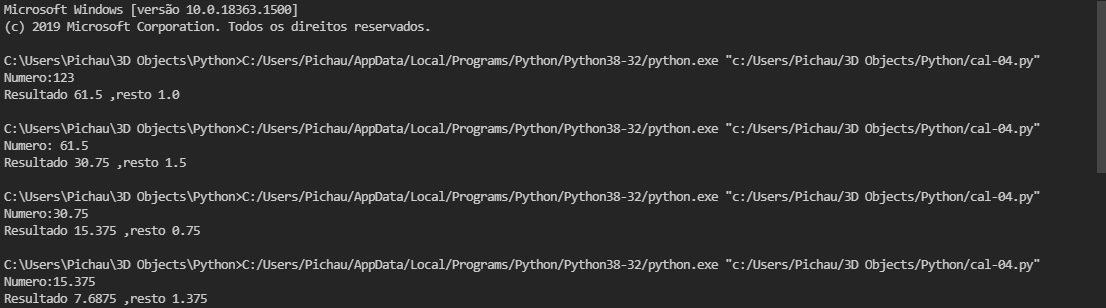 Microsoft Windows [versão 10.0.18363.1500]
(c) 2019 Microsoft Corporation. Todos os direitos reservados.
C:\Users\Pichau\3D Objects\Python>C:/Users/Pichau/AppData/Local/Programs/Python/Python38-32/python.exe "c:/Users/Pichau/3D Objects/Python/cal-04.py"
Numero:123
Resultado 61.5 ,resto 1.0
C:\Users\Pichau\3D Objects\Python>C:/Users/Pichau/AppData/Local/Programs/Python/Python38-32/python.exe "c:/Users/Pichau/3D Objects/Python/cal-04.py"
Numero: 61.5
Resultado 30.75 ,resto 1.5
C:\Users\Pichau\3D Objects\Python>C:/Users/Pichau/AppData/Local/Programs/Python/Python38-32/python.exe "c:/Users/Pichau/3D Objects/Python/cal-04.py"
Numero:30.75
Resultado 15.375 ,resto 0.75
C:\Users\Pichau\3D Objects\Python>C:/Users/Pichau/AppData/Local/Programs/Python/Python38-32/python.exe "c:/Users/Pichau/3D Objects/Python/cal-04.py"
Numero:15.375
Resultado 7.6875 ,resto 1.375